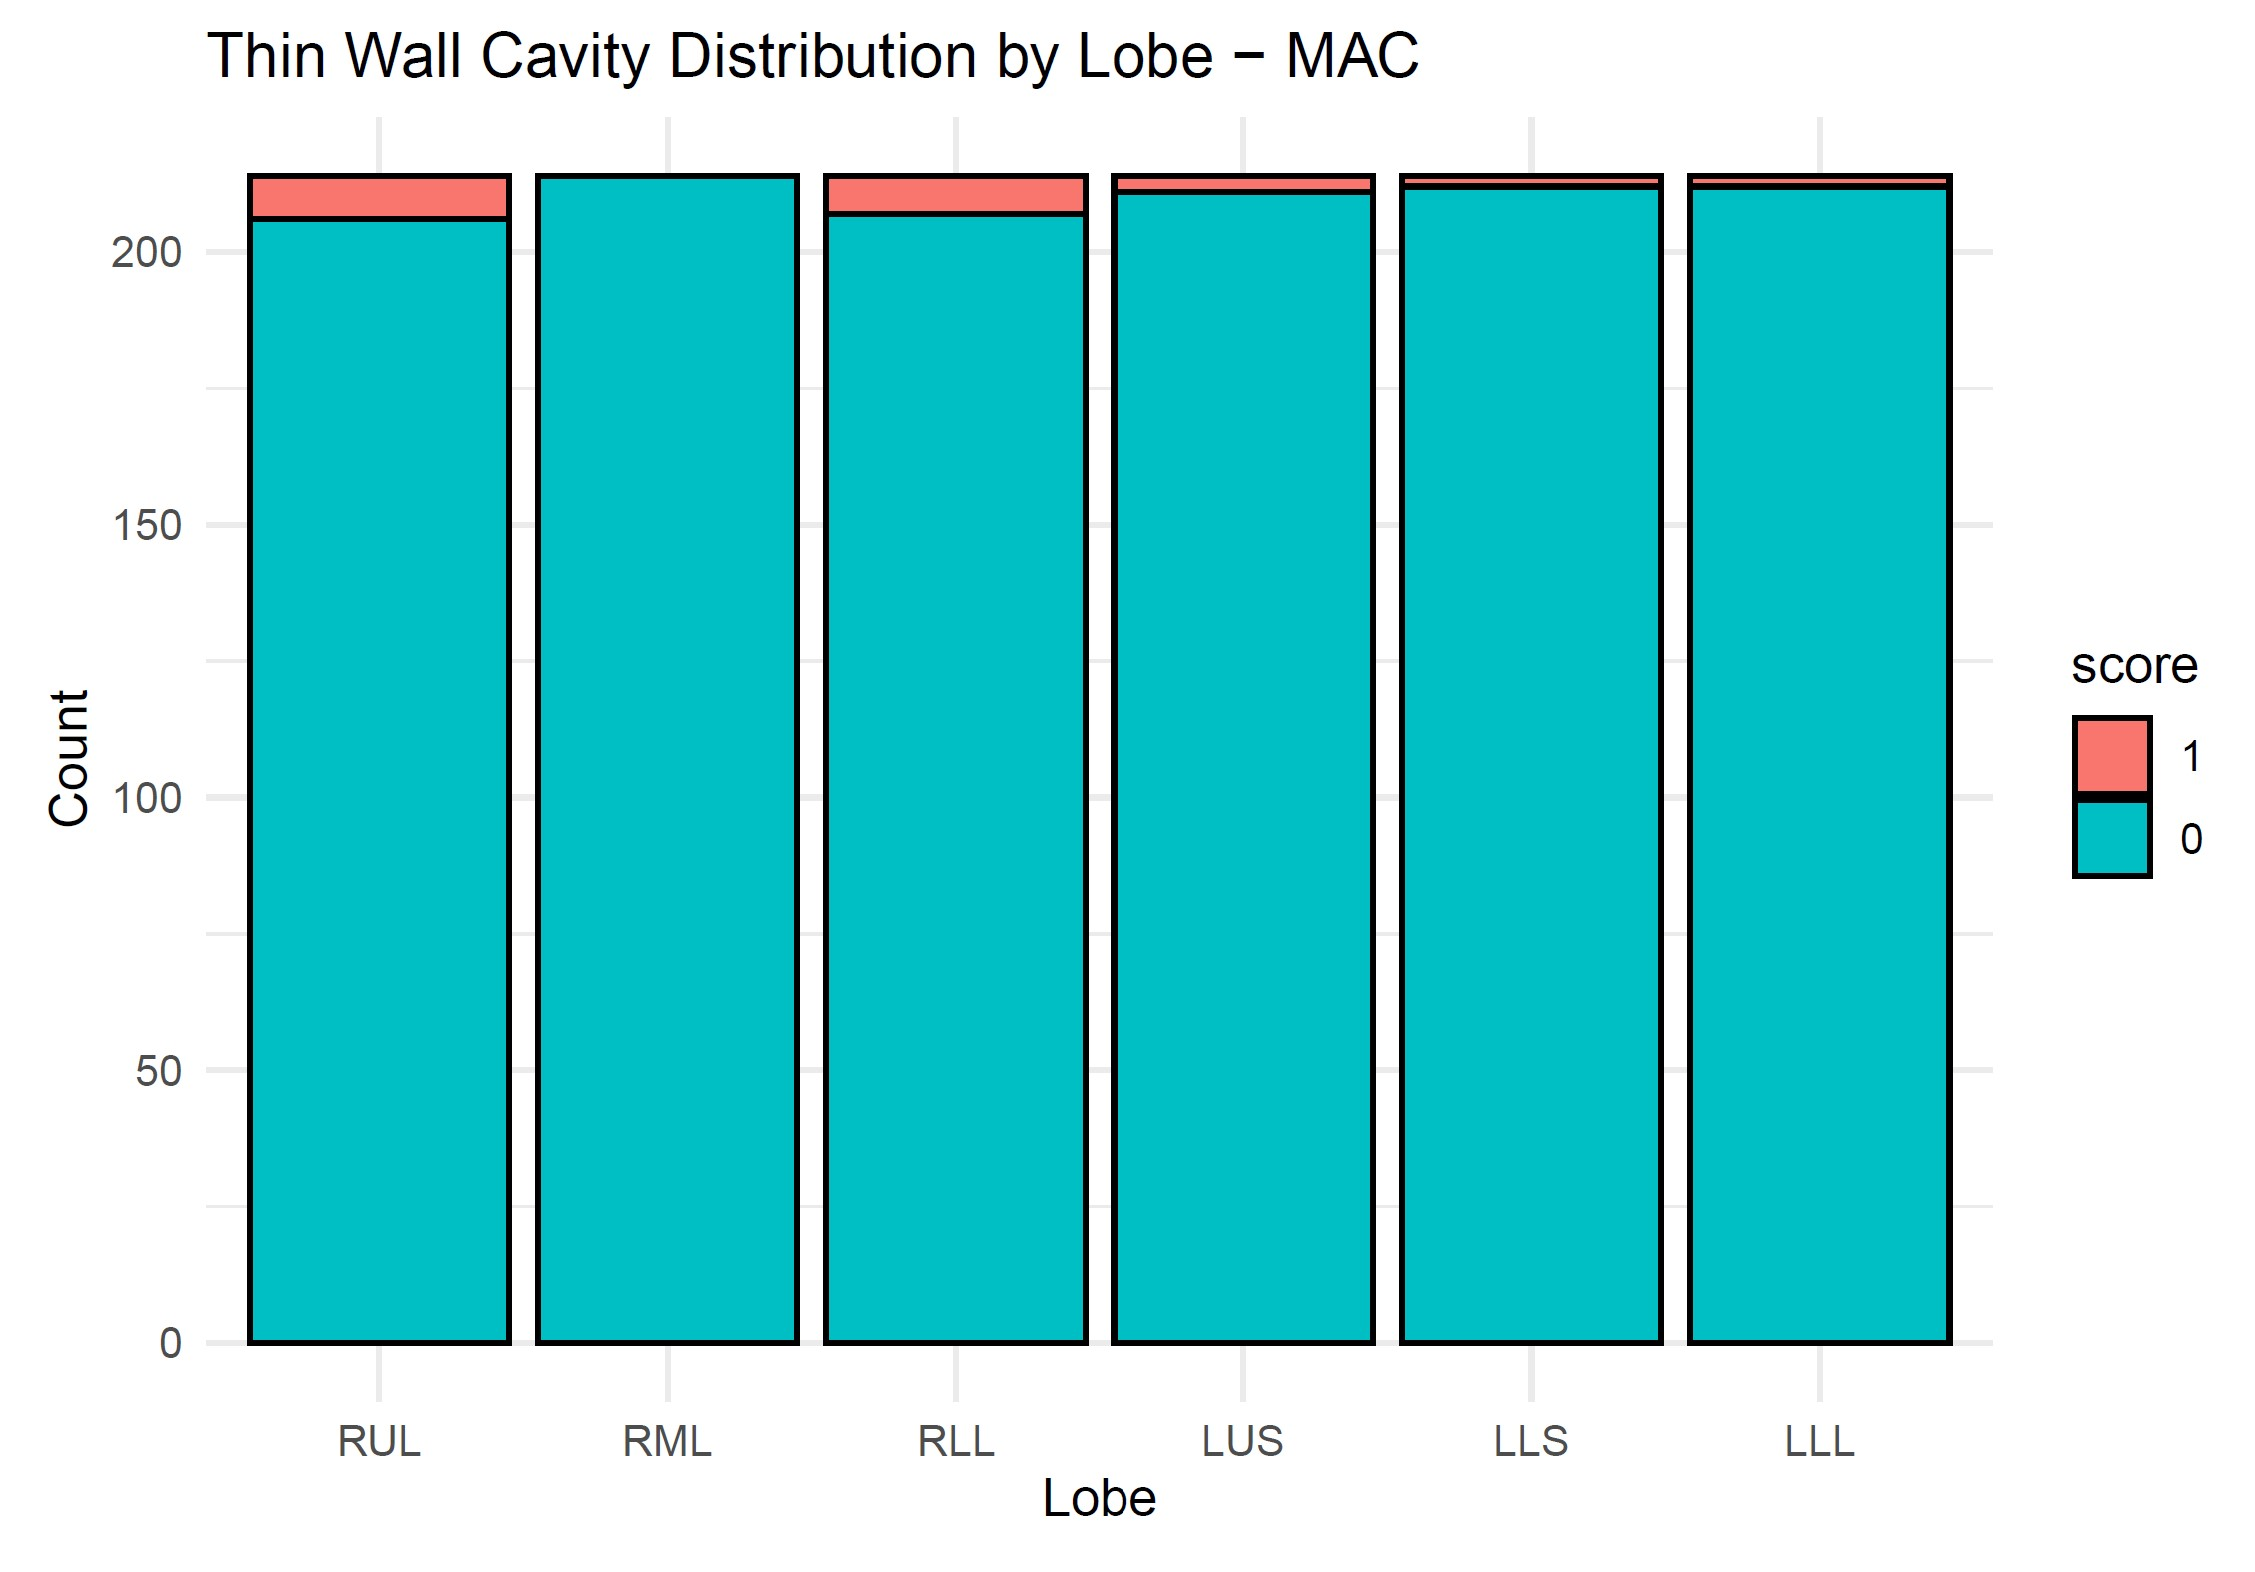 Thin Wall Cavity Distribution by Lobe − MAC
200
150
100
50
0
Count
RUL RML RLL LUS LLS LLL
Lobe
score
1
0